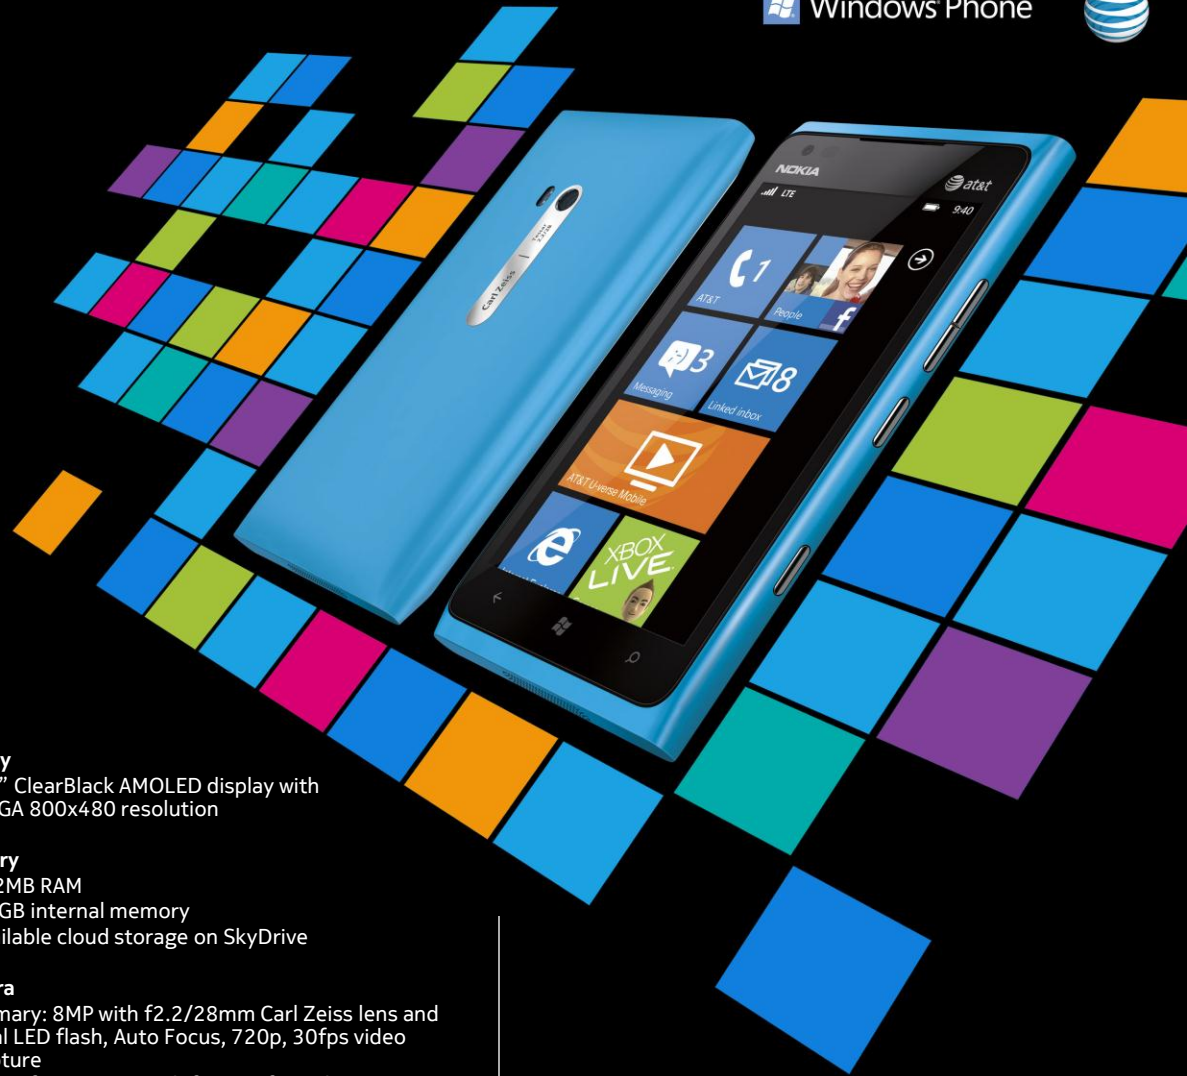 Windows Phone
NOKIA
at&t
LTE
9:40
1
AT&T
People
f
Carl Zeiss
:-) 3
Messaging
8
Linked inbox
AT&T U-verse Mobile
XBOX
LIVE
y
” ClearBlack AMOLED display with
GA 800x480 resolution
ry
2MB RAM
GB internal memory
ilable cloud storage on SkyDrive
ra
mary: 8MP with f2.2/28mm Carl Zeiss lens and
al LED flash, Auto Focus, 720p, 30fps video
pture